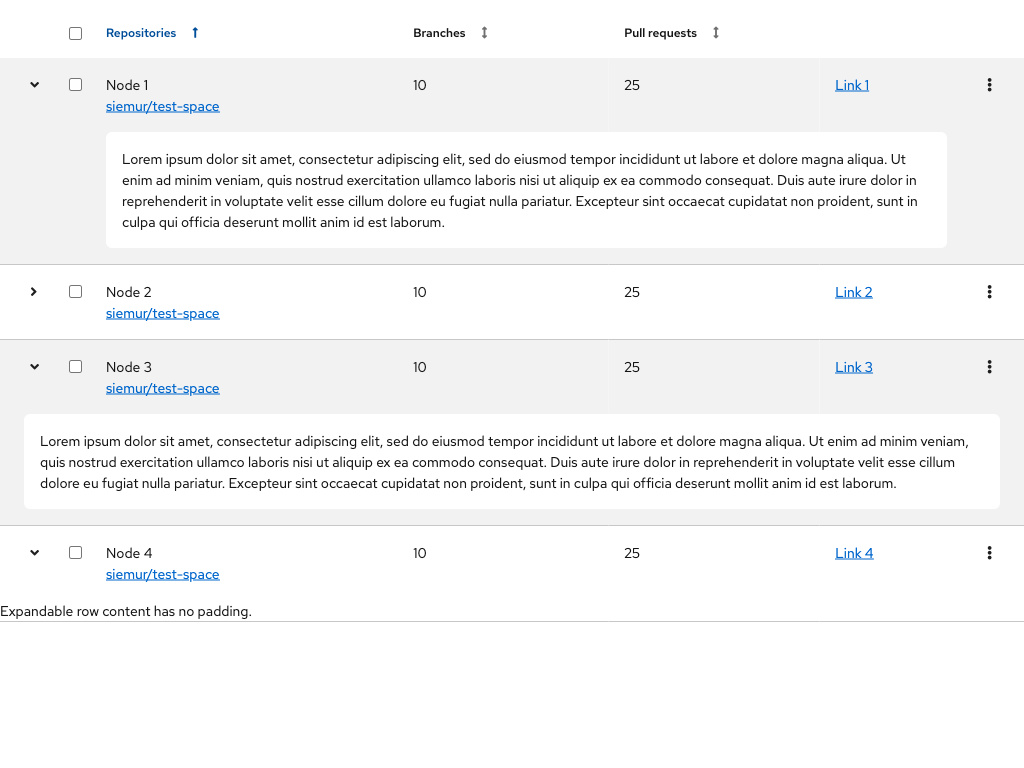 Repositories Branches Pull requests
Node 1 10 25 Link 1
siemur/test-space
Lorem ipsum dolor sit amet, consectetur adipiscing elit, sed do eiusmod tempor incididunt ut labore et dolore magna aliqua. Ut
enim ad minim veniam, quis nostrud exercitation ullamco laboris nisi ut aliquip ex ea commodo consequat. Duis aute irure dolor in
reprehenderit in voluptate velit esse cillum dolore eu fugiat nulla pariatur. Excepteur sint occaecat cupidatat non proident, sunt in
culpa qui officia deserunt mollit anim id est laborum.
Node 2 10 25 Link 2
siemur/test-space
Node 3 10 25 Link 3
siemur/test-space
Lorem ipsum dolor sit amet, consectetur adipiscing elit, sed do eiusmod tempor incididunt ut labore et dolore magna aliqua. Ut enim ad minim veniam,
quis nostrud exercitation ullamco laboris nisi ut aliquip ex ea commodo consequat. Duis aute irure dolor in reprehenderit in voluptate velit esse cillum
dolore eu fugiat nulla pariatur. Excepteur sint occaecat cupidatat non proident, sunt in culpa qui officia deserunt mollit anim id est laborum.
Node 4 10 25 Link 4
siemur/test-space
Expandable row content has no padding.